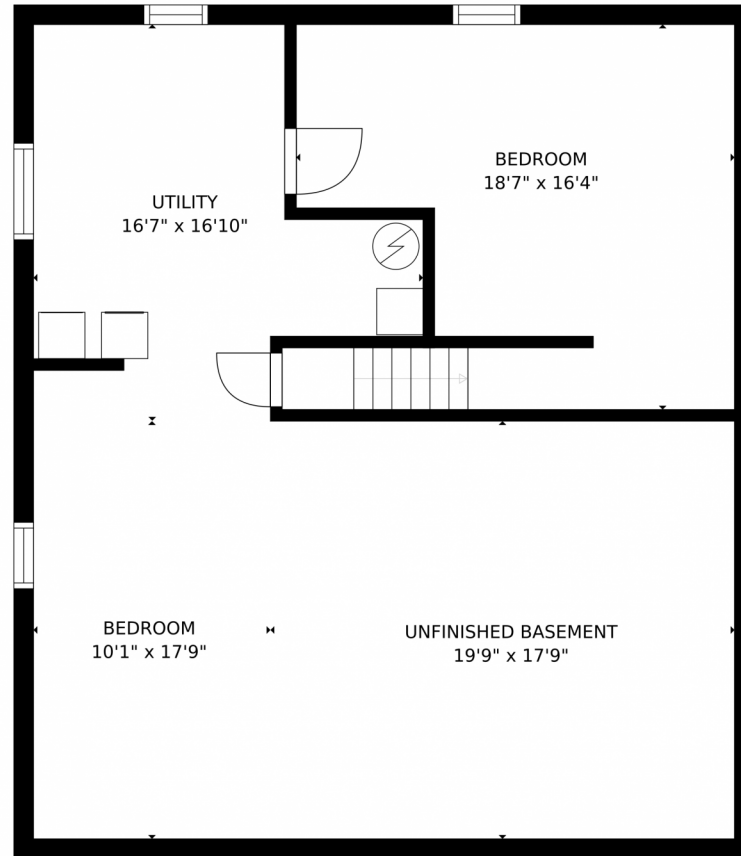 BEDROOM
18'7" x 16'4"
UTILITY
16'7" x 16'10"
BEDROOM
10'1" x 17'9"
UNFINISHED BASEMENT
19'9" x 17'9"